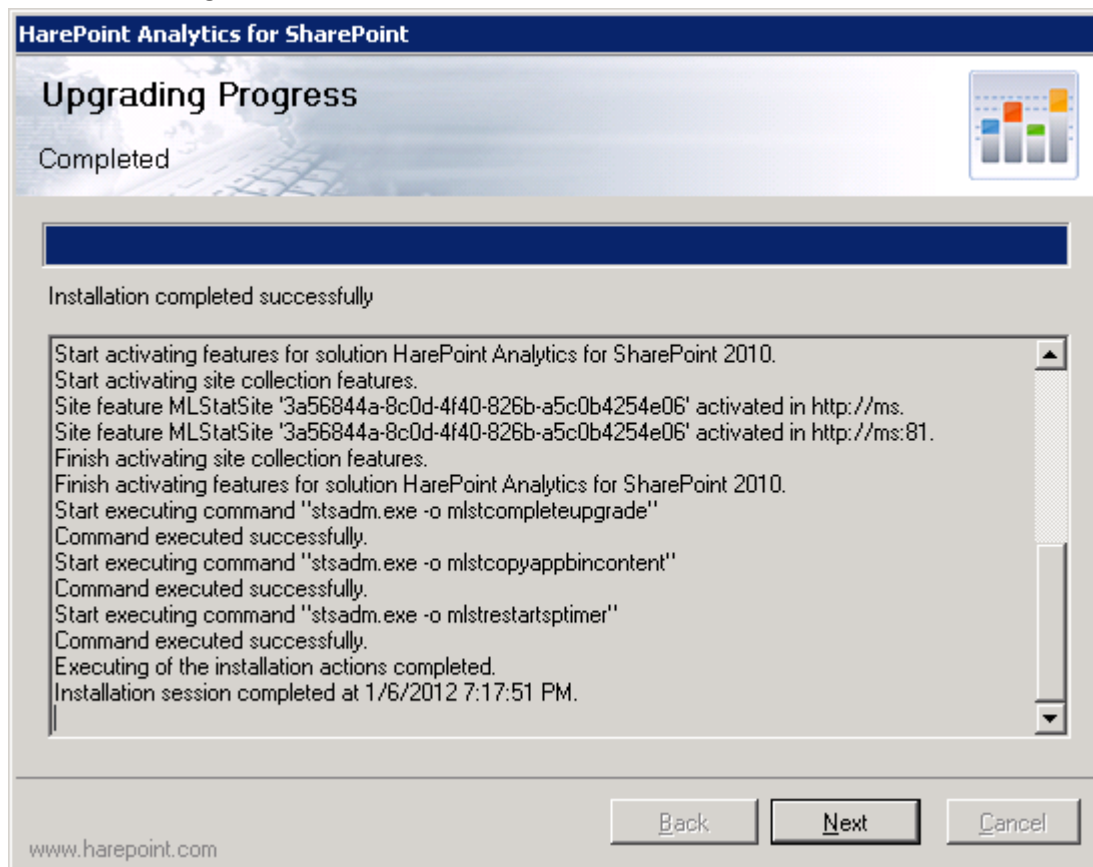 HarePoint Analytics for SharePoint
Upgrading Progress
Completed
Installation completed successfully
Start activating features for solution HarePoint Analytics for SharePoint 2010.
Start activating site collection features.
Site feature MLStatSite '3a56844a-8c0d-4f40-826b-a5c0b4254e06' activated in http://ms.
Site feature MLStatSite '3a56844a-8c0d-4f40-826b-a5c0b4254e06' activated in http://ms:81.
Finish activating site collection features.
Finish activating features for solution HarePoint Analytics for SharePoint 2010.
Start executing command "stsadm.exe -o mlstcompleteupgrade"
Command executed successfully.
Start executing command "stsadm.exe -o mlstcopyappbincontent"
Command executed successfully.
Start executing command "stsadm.exe -o mlstrestartsptimer"
Command executed successfully.
Executing of the installation actions completed.
Installation session completed at 1/6/2012 7:17:51 PM.
Back Next Cancel
www.harepoint.com